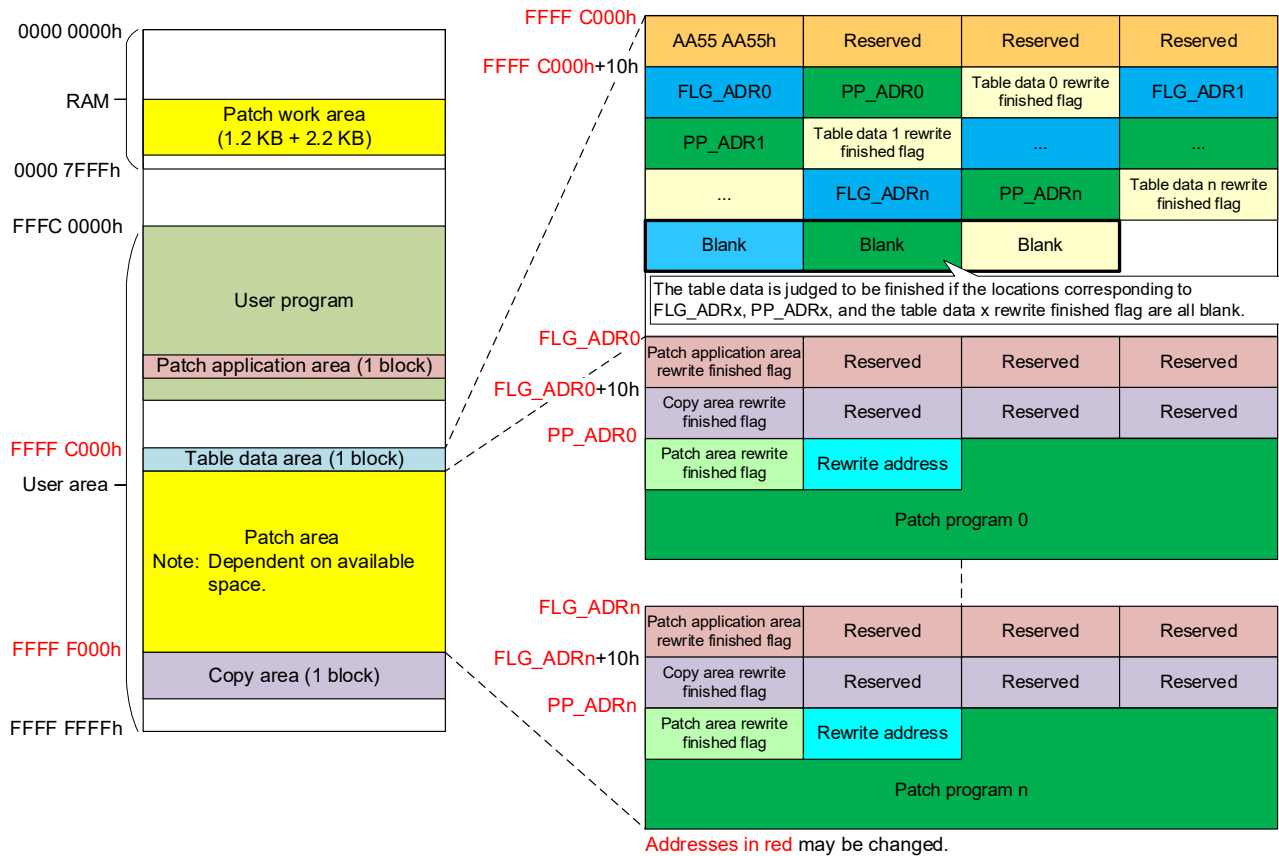 0000 0000h
RAM
Patch work area
(1.2 KB + 2.2 KB)
0000 7FFFh
FFFC 0000h
User program
Patch application area (1 block)
FFFF C000h
Table data area (1 block)
User area
Patch area
Note: Dependent on available
space.
FFFF F000h
Copy area (1 block)
FFFF FFFFh
FFFF C000h
AA55 AA55h
Reserved
Reserved
Reserved
FFFF C000h+10h
FLG_ADR0
PP_ADR0
Table data 0 rewrite
finished flag
FLG_ADR1
PP_ADR1
Table data 1 rewrite
finished flag
...
...
...
FLG_ADRn
PP_ADRn
Table data n rewrite
finished flag
Blank
Blank
Blank
The table data is judged to be finished if the locations corresponding to
FLG_ADRx, PP_ADRx, and the table data x rewrite finished flag are all blank.
FLG_ADR0
Patch application area
rewrite finished flag
Reserved
Reserved
Reserved
FLG_ADR0+10h
Copy area rewrite
finished flag
Reserved
Reserved
Reserved
PP_ADR0
Patch area rewrite
finished flag
Rewrite address
Patch program 0
FLG_ADRn
Patch application area
rewrite finished flag
Reserved
Reserved
Reserved
FLG_ADRn+10h
Copy area rewrite
finished flag
Reserved
Reserved
Reserved
PP_ADRn
Patch area rewrite
finished flag
Rewrite address
Patch program n
Addresses in red may be changed.